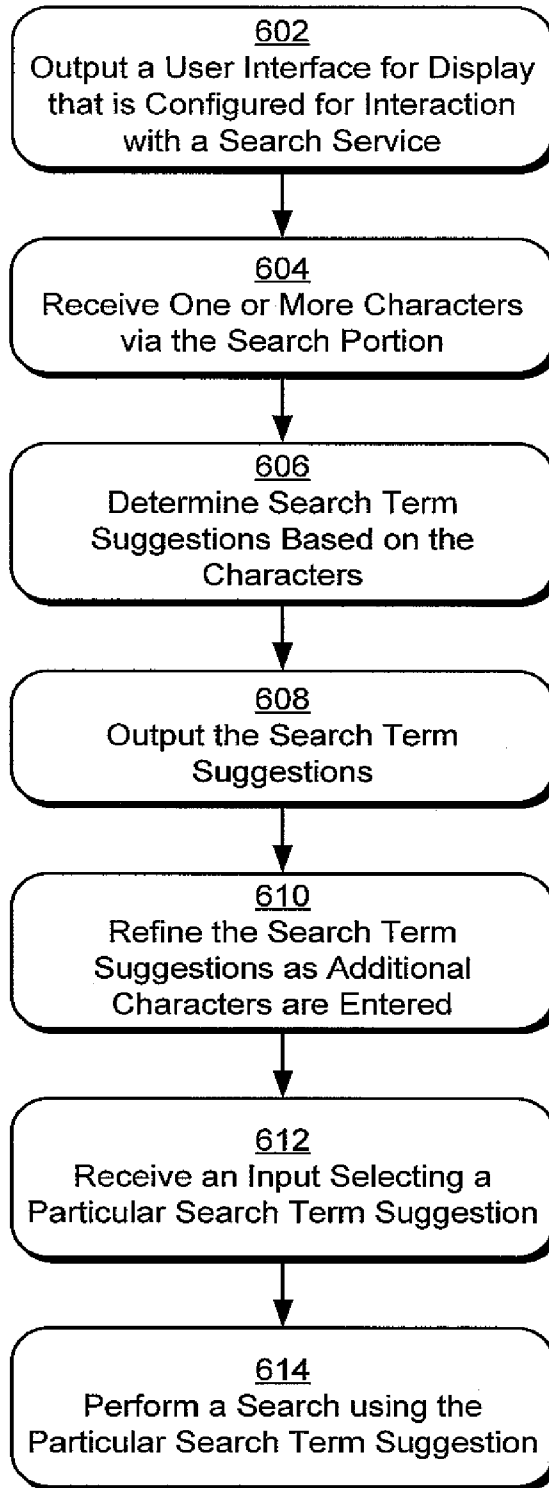 602
Output a User Interface for Display
that is Configured for Interaction
with a Search Service
604
Receive One or More Characters
via the Search Portion
606
Determine Search Term
Suggestions Based on the
Characters
608
Output the Search Term
Suggestions
610
Refine the Search Term
Suggestions as Additional
Characters are Entered
612
Receive an Input Selecting a
Particular Search Term Suggestion
614
Perform a Search using the
Particular Search Term Suggestion